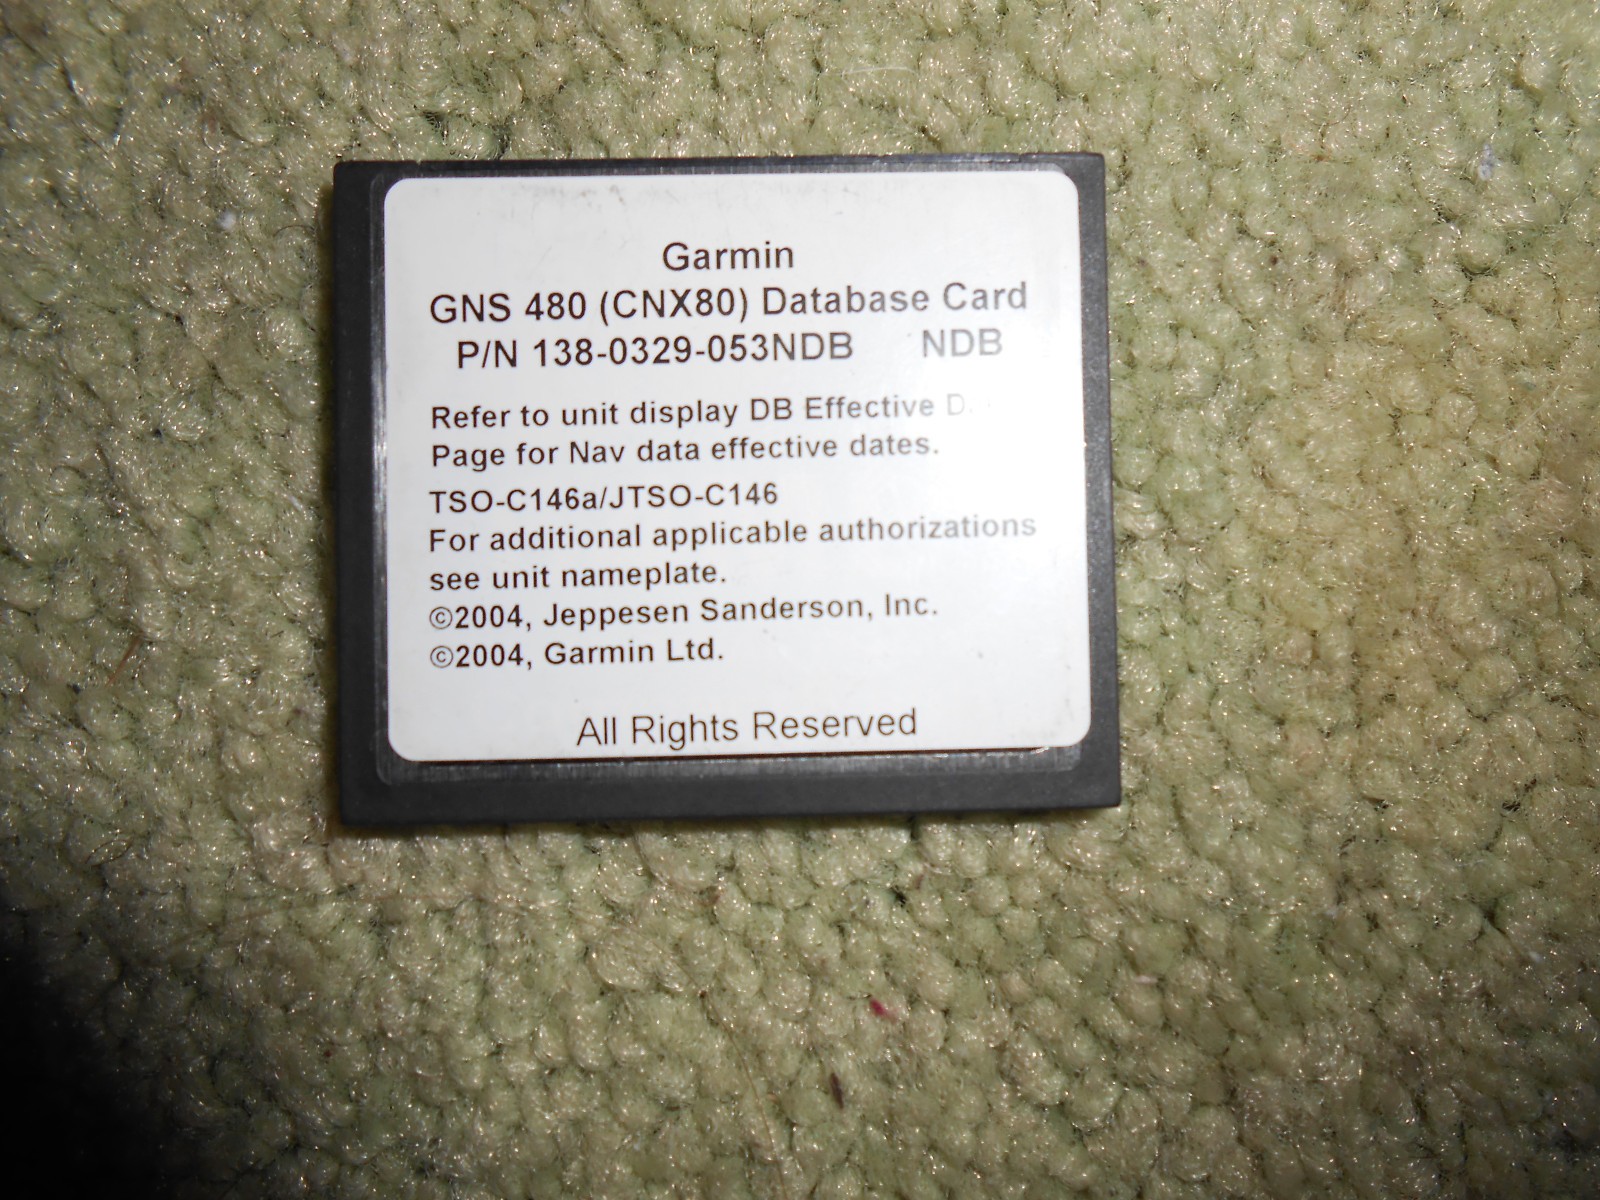 Garmin
GNS 480 (CNX80) Database Card
P/N 138-0329-053NDB NDB
Refer to unit display DB Effective
Page for Nav data effective dates.
TSO-C146a/JTSO-C146
For additional applicable authorizations
see unit nameplate.
©2004, Jeppesen Sanderson, Inc.
©2004, Garmin Ltd.
All Rights Reserved